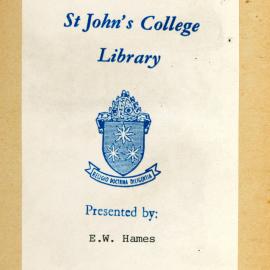 St John's College
Library
RELIGIO DOCTRINA DILIGENTIA
Presented by:
E.W. Hames